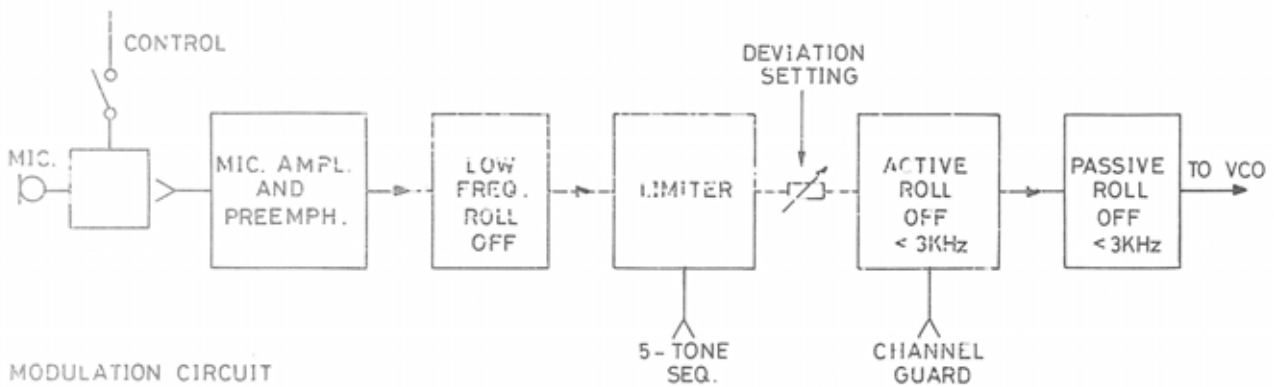 CONTROL
MIC.
MIC. AMPL.
AND
PREEMPH.
LOW
FREQ.
ROLL
OFF
LIMITER
DEVIATION
SETTING
ACTIVE
ROLL
OFF
< 3KHz
PASSIVE
ROLL
OFF
<3KHz
TO VCO
5-TONE
SEQ.
CHANNEL
GUARD
MODULATION CIRCUIT